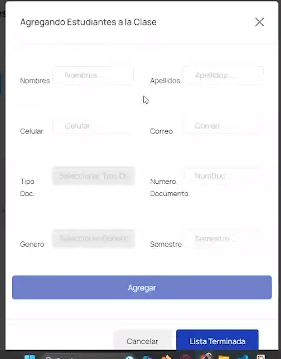 Agregando Estudiantes a la Clase
Nombres
Nombres...
Apellidos
Apellidos...
Celular
Celular
Correo
Correo
Tipo Doc.
Seleccione Tipo D...
Numero Documento
NumDoc...
Genero
Seleccione Genero
Semestre
Semestre...
Agregar
Cancelar
Lista Terminada